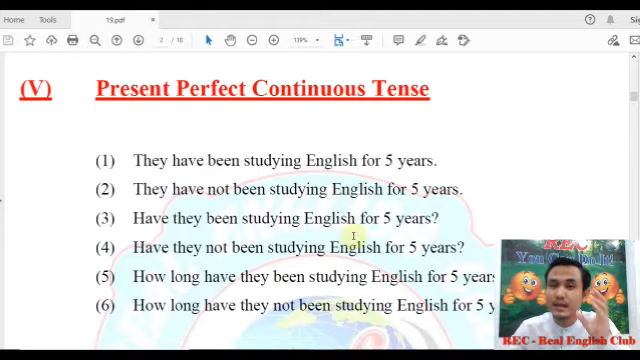 Home Tools 19.pdf × Sign In
2 / 10 139%
(V) Present Perfect Continuous Tense
(1) They have been studying English for 5 years.
(2) They have not been studying English for 5 years.
(3) Have they been studying English for 5 years?
(4) Have they not been studying English for 5 years?
(5) How long have they been studying English for 5 years
(6) How long have they not been studying English for 5 y
REC
You Can Do It!
REC - Real English Club